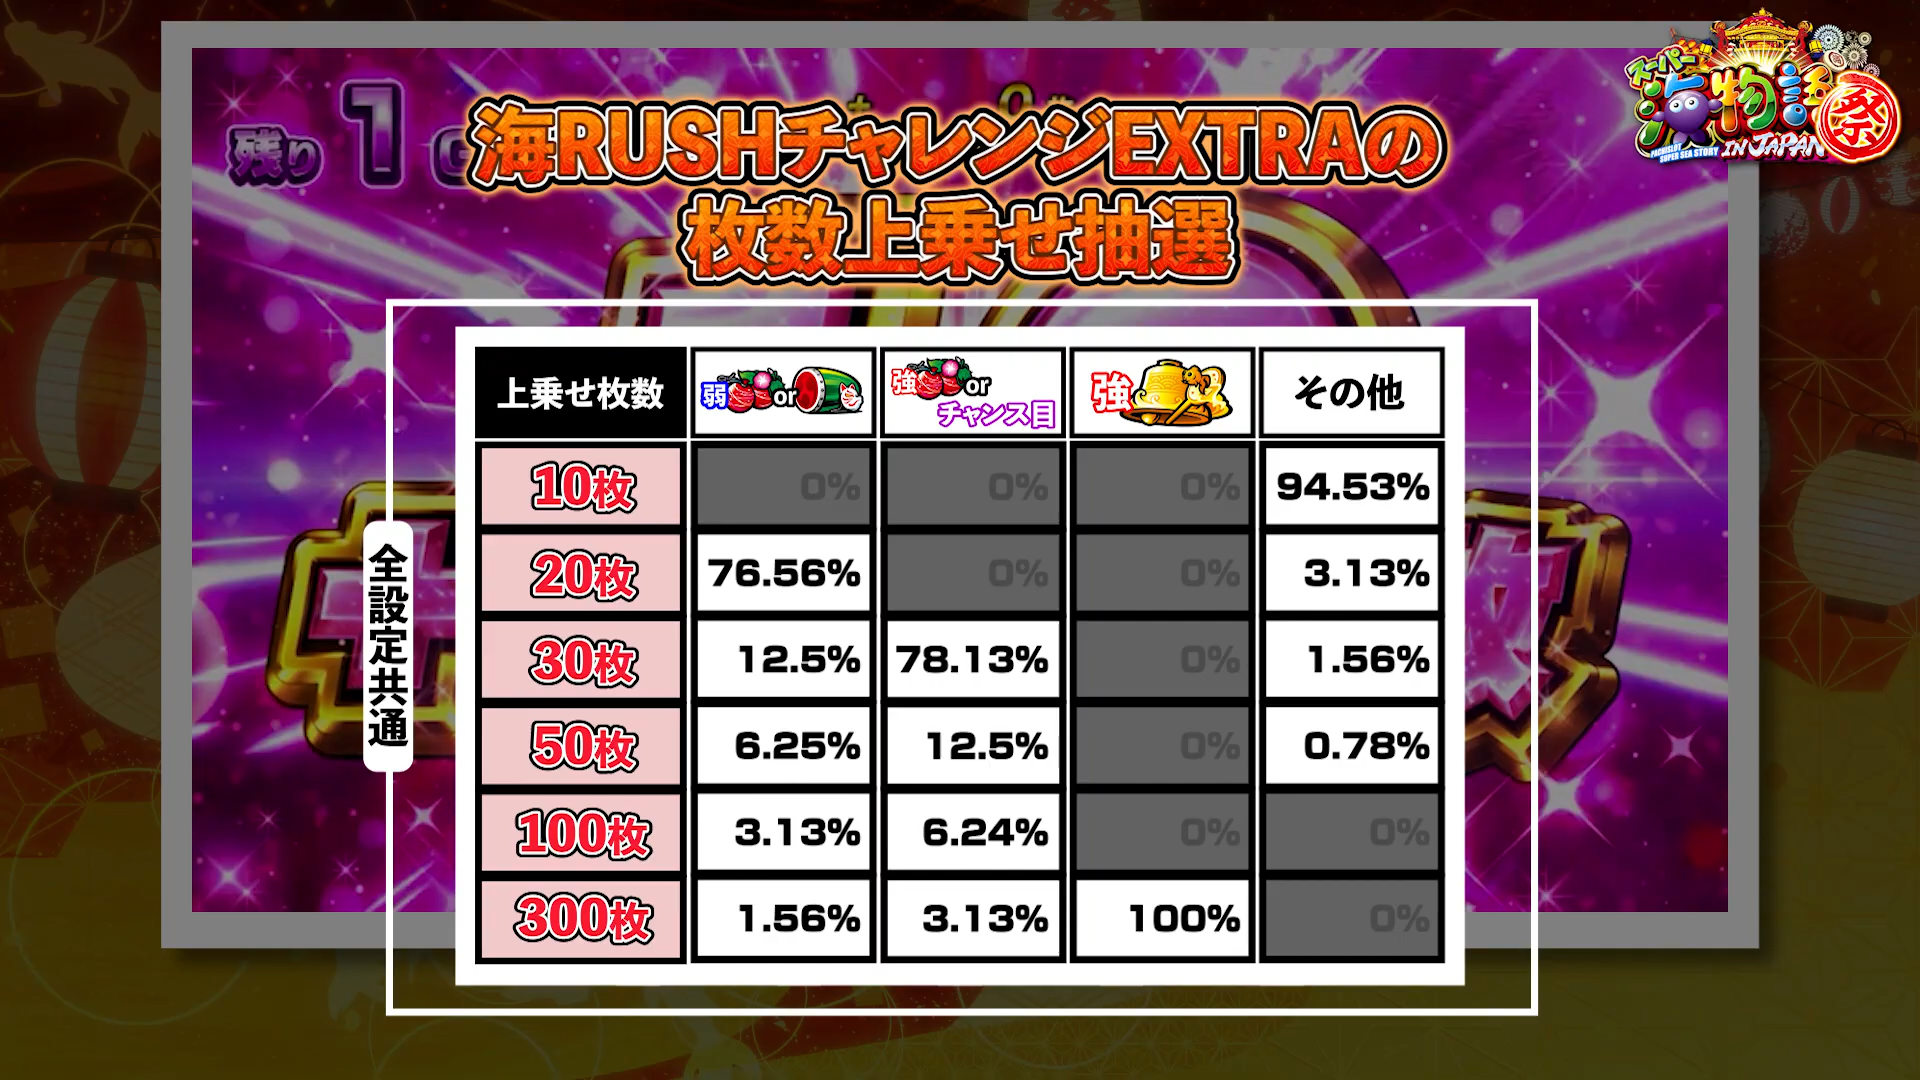 スーパー
海物語
IN JAPAN
祭
PACHISLOT
SUPER SEA STORY
残り 1 G
海RUSHチャレンジEXTRAの
枚数上乗せ抽選
全設定共通
上乗せ枚数 弱 or 強 or チャンス目 強 その他
10枚 0% 0% 0% 94.53%
20枚 76.56% 0% 0% 3.13%
30枚 12.5% 78.13% 0% 1.56%
50枚 6.25% 12.5% 0% 0.78%
100枚 3.13% 6.24% 0% 0%
300枚 1.56% 3.13% 100% 0%